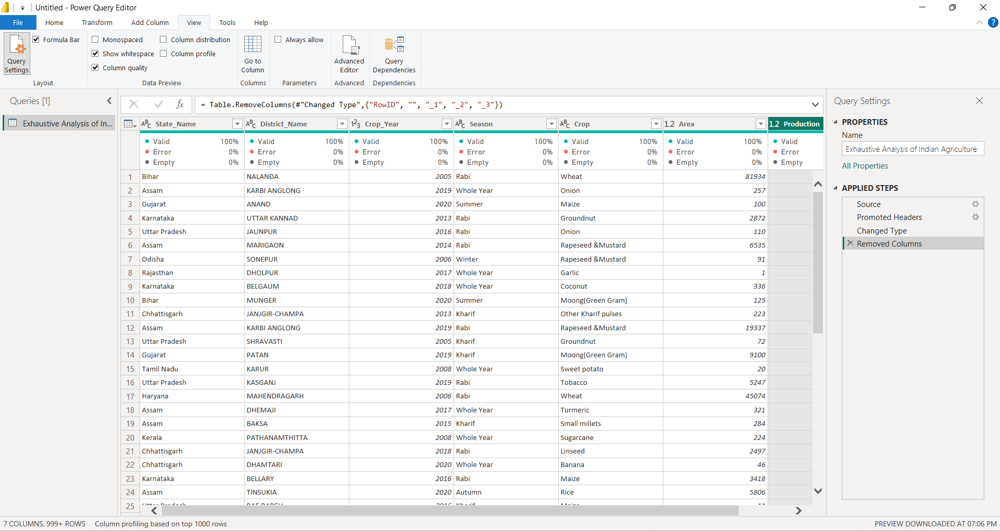 Untitled - Power Query Editor
File Home Transform Add Column View Tools Help
Query Settings
Formula Bar
Layout
Monospaced
Show whitespace
Column quality
Column distribution
Column profile
Data Preview
Go to Column
Columns
Always allow
Parameters
Advanced Editor
Advanced
Query Dependencies
Dependencies
Queries [1]
Exhaustive Analysis of In...
fx = Table.RemoveColumns(#"Changed Type",{"RowID", "", "_1", "_2", "_3"})
ABC State_Name ABC District_Name 123 Crop_Year ABC Season ABC Crop 1.2 Area 1.2 Production
Valid 100% Valid 100% Valid 100% Valid 100% Valid 100% Valid 100% Valid
Error 0% Error 0% Error 0% Error 0% Error 0% Error 0% Error
Empty 0% Empty 0% Empty 0% Empty 0% Empty 0% Empty 0% Empty
1 Bihar NALANDA 2005 Rabi Wheat 81934
2 Assam KARBI ANGLONG 2019 Whole Year Onion 257
3 Gujarat ANAND 2020 Summer Maize 100
4 Karnataka UTTAR KANNAD 2013 Rabi Groundnut 2872
5 Uttar Pradesh JAUNPUR 2016 Rabi Onion 110
6 Assam MARIGAON 2014 Rabi Rapeseed &Mustard 6535
7 Odisha SONEPUR 2006 Winter Rapeseed &Mustard 91
8 Rajasthan DHOLPUR 2017 Whole Year Garlic 1
9 Karnataka BELGAUM 2018 Whole Year Coconut 336
10 Bihar MUNGER 2020 Summer Moong(Green Gram) 125
11 Chhattisgarh JANJGIR-CHAMPA 2013 Kharif Other Kharif pulses 223
12 Assam KARBI ANGLONG 2019 Rabi Rapeseed &Mustard 19337
13 Uttar Pradesh SHRAVASTI 2005 Kharif Groundnut 72
14 Gujarat PATAN 2019 Kharif Moong(Green Gram) 9100
15 Tamil Nadu KARUR 2008 Whole Year Sweet potato 20
16 Uttar Pradesh KASGANJ 2019 Rabi Tobacco 5247
17 Haryana MAHENDRAGARH 2006 Rabi Wheat 45074
18 Assam DHEMAJI 2017 Whole Year Turmeric 321
19 Assam BAKSA 2015 Kharif Small millets 284
20 Kerala PATHANAMTHITTA 2008 Whole Year Sugarcane 224
21 Chhattisgarh JANJGIR-CHAMPA 2018 Rabi Linseed 2497
22 Chhattisgarh DHAMTARI 2020 Whole Year Banana 46
23 Karnataka BELLARY 2016 Rabi Maize 3418
24 Assam TINSUKIA 2020 Autumn Rice 5806
25
Query Settings
PROPERTIES
Name
Exhaustive Analysis of Indian Agriculture
All Properties
APPLIED STEPS
Source
Promoted Headers
Changed Type
Removed Columns
7 COLUMNS, 999+ ROWS Column profiling based on top 1000 rows PREVIEW DOWNLOADED AT 07:06 PM